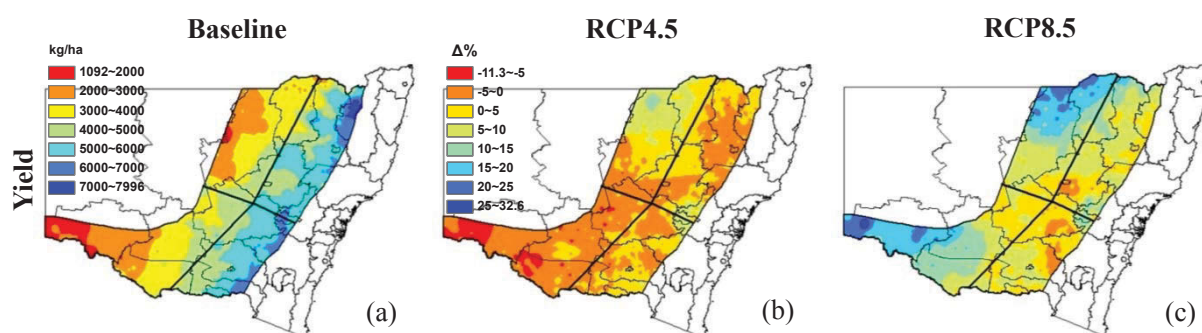 Baseline
RCP4.5
RCP8.5
Yield
kg/ha
1092~2000
2000~3000
3000~4000
4000~5000
5000~6000
6000~7000
7000~7996
(a)
Δ%
-11.3~-5
-5~0
0~5
5~10
10~15
15~20
20~25
25~32.6
(b)
(c)